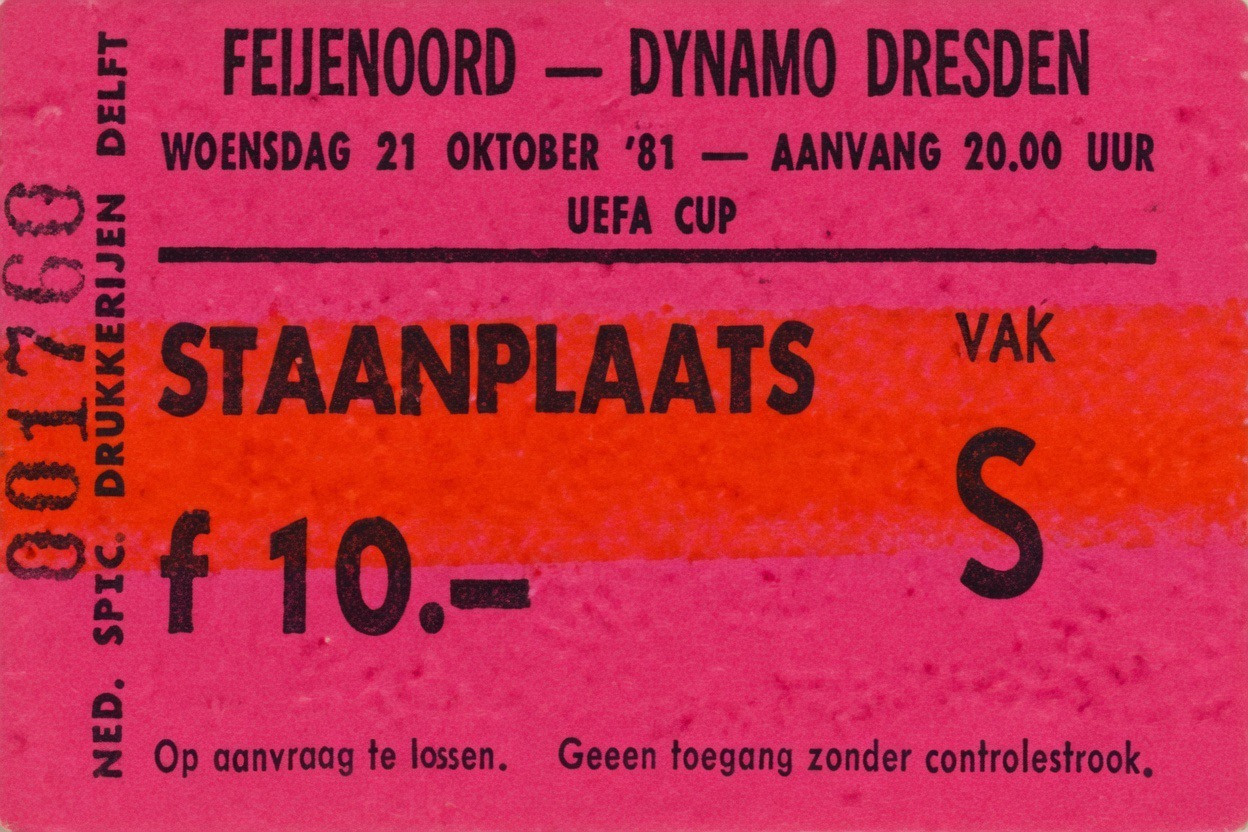 FEIJENOORD — DYNAMO DRESDEN
WOENSDAG 21 OKTOBER '81 — AANVANG 20.00 UUR
UEFA CUP
STAANPLAATS
VAK
S
f 10.—
Op aanvraag te lossen. Geeen toegang zonder controlestrook.
NED. SPIC. DRUKKERIJEN DELFT
001760